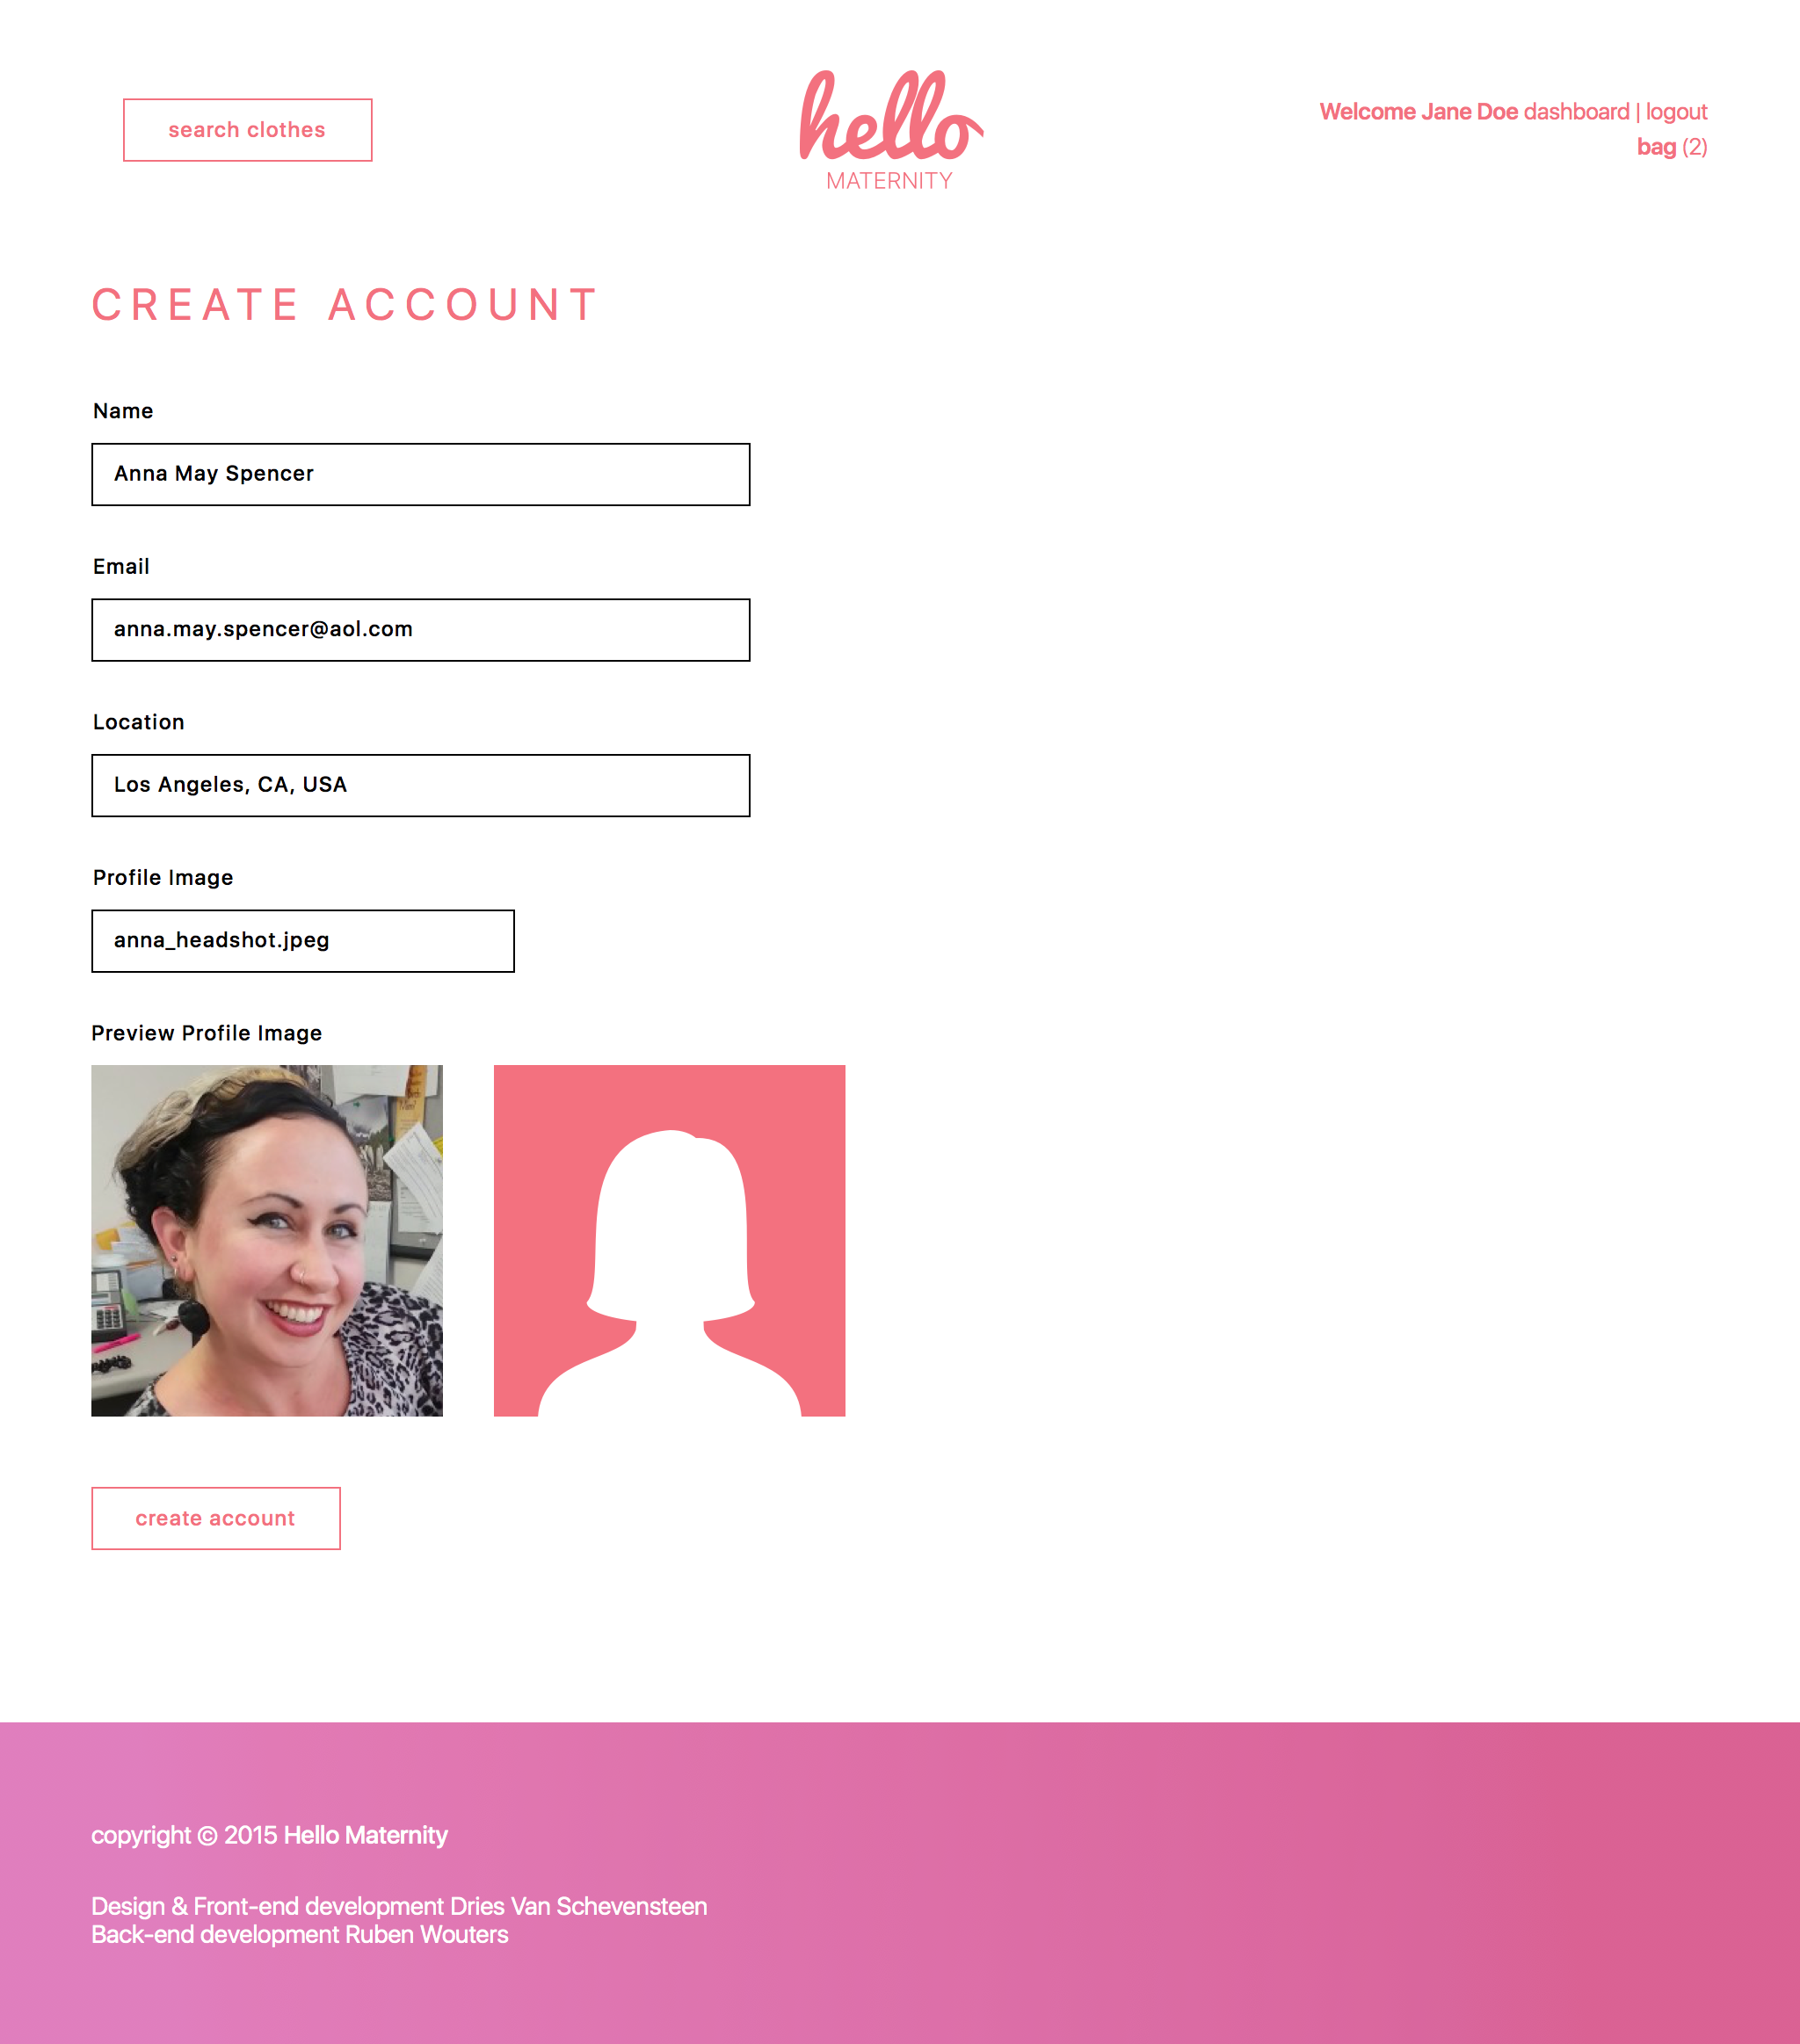 search clothes
hello
MATERNITY
Welcome Jane Doe dashboard | logout
bag (2)
CREATE ACCOUNT
Name
Anna May Spencer
Email
anna.may.spencer@aol.com
Location
Los Angeles, CA, USA
Profile Image
anna_headshot.jpeg
Preview Profile Image
create account
copyright © 2015 Hello Maternity
Design & Front-end development Dries Van Schevensteen
Back-end development Ruben Wouters